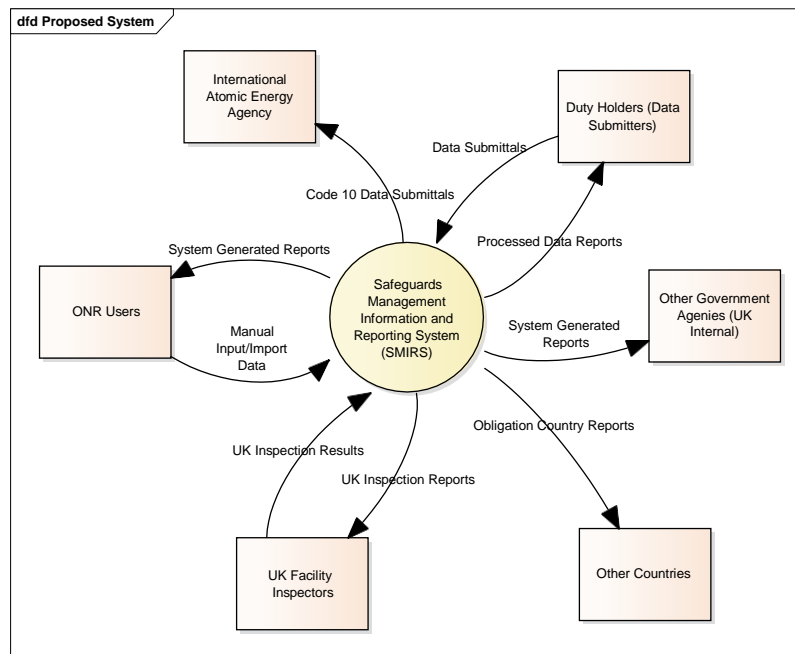 dfd Proposed System
International
Atomic Energy
Agency
Duty Holders (Data
Submitters)
Data Submittals
Code 10 Data Submittals
Processed Data Reports
System Generated Reports
ONR Users
Safeguards
Management
Information and
Reporting System
(SMIRS)
Other Government
Agenies (UK
Internal)
System Generated
Reports
Manual
Input/Import
Data
Obligation Country Reports
UK Inspection Results
UK Inspection Reports
UK Facility
Inspectors
Other Countries